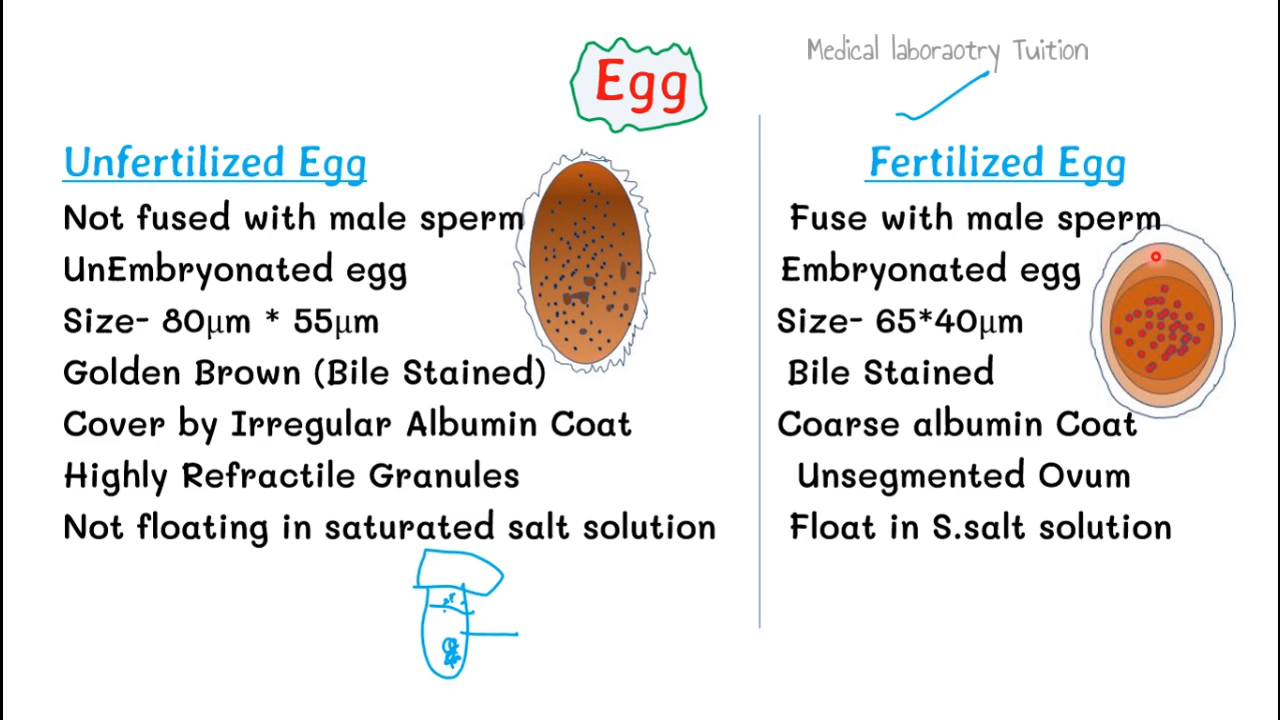 Medical laboraotry Tuition
Egg
Unfertilized Egg
Not fused with male sperm
UnEmbryonated egg
Size- 80µm * 55µm
Golden Brown (Bile Stained)
Cover by Irregular Albumin Coat
Highly Refractile Granules
Not floating in saturated salt solution
Fertilized Egg
Fuse with male sperm
Embryonated egg
Size- 65*40µm
Bile Stained
Coarse albumin Coat
Unsegmented Ovum
Float in S.salt solution